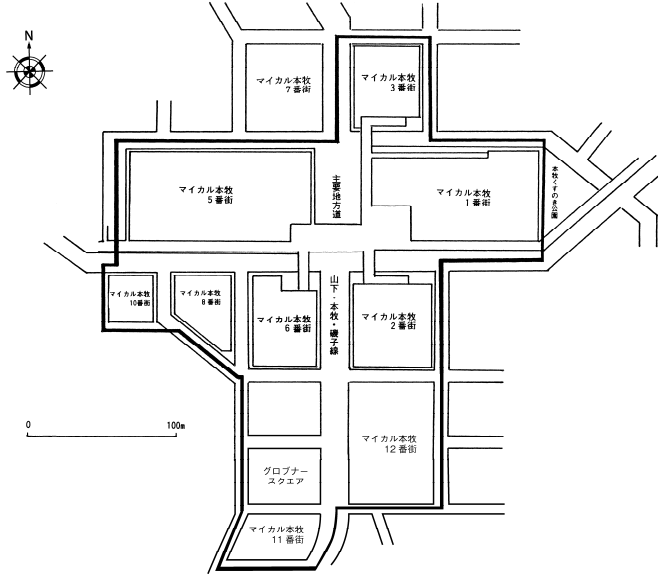 N
マイカル本牧
7番街
マイカル本牧
3番街
マイカル本牧
5番街
主要地方道
マイカル本牧
1番街
本牧くすのき公園
マイカル本牧
10番街
マイカル本牧
8番街
マイカル本牧
6番街
山下・本牧・磯子線
マイカル本牧
2番街
0
100m
マイカル本牧
12番街
グロブナー
スクエア
マイカル本牧
11番街